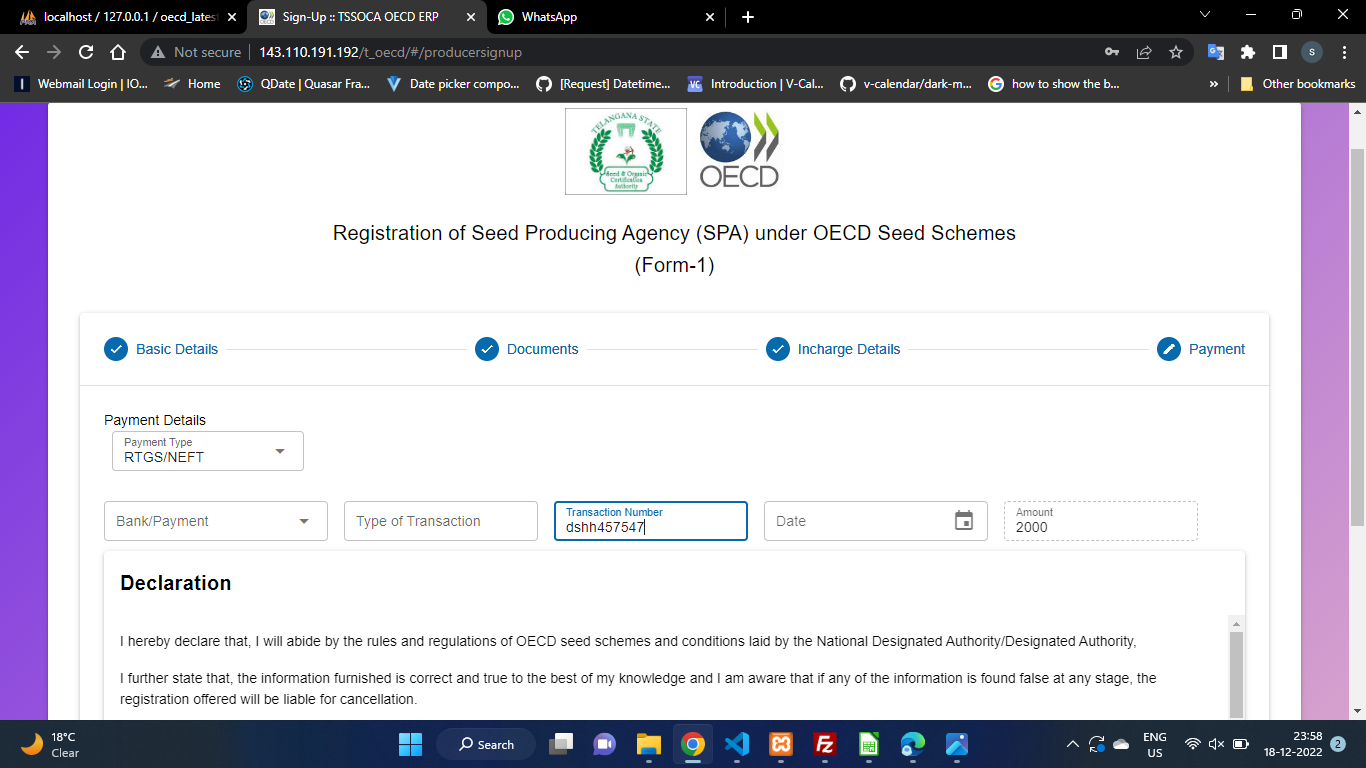 localhost / 127.0.0.1 / oecd_latest
Sign-Up :: TSSOCA OECD ERP
WhatsApp
Not secure
143.110.191.192/t_oecd/#/producersignup
S
Webmail Login | IO...
Home
QDate | Quasar Fra...
Date picker compo...
[Request] Datetime...
Introduction | V-Cal...
v-calendar/dark-m...
how to show the b...
»
Other bookmarks
TELANGANA STATE
Seed & Organic
Certification
Authority
OECD
Registration of Seed Producing Agency (SPA) under OECD Seed Schemes
(Form-1)
Basic Details
Documents
Incharge Details
Payment
Payment Details
Payment Type
RTGS/NEFT
Bank/Payment
Type of Transaction
Transaction Number
dshh457547
Date
Amount
2000
Declaration
I hereby declare that, I will abide by the rules and regulations of OECD seed schemes and conditions laid by the National Designated Authority/Designated Authority,
I further state that, the information furnished is correct and true to the best of my knowledge and I am aware that if any of the information is found false at any stage, the
registration offered will be liable for cancellation.
18°C
Clear
Search
ENG
US
23:58
18-12-2022
2